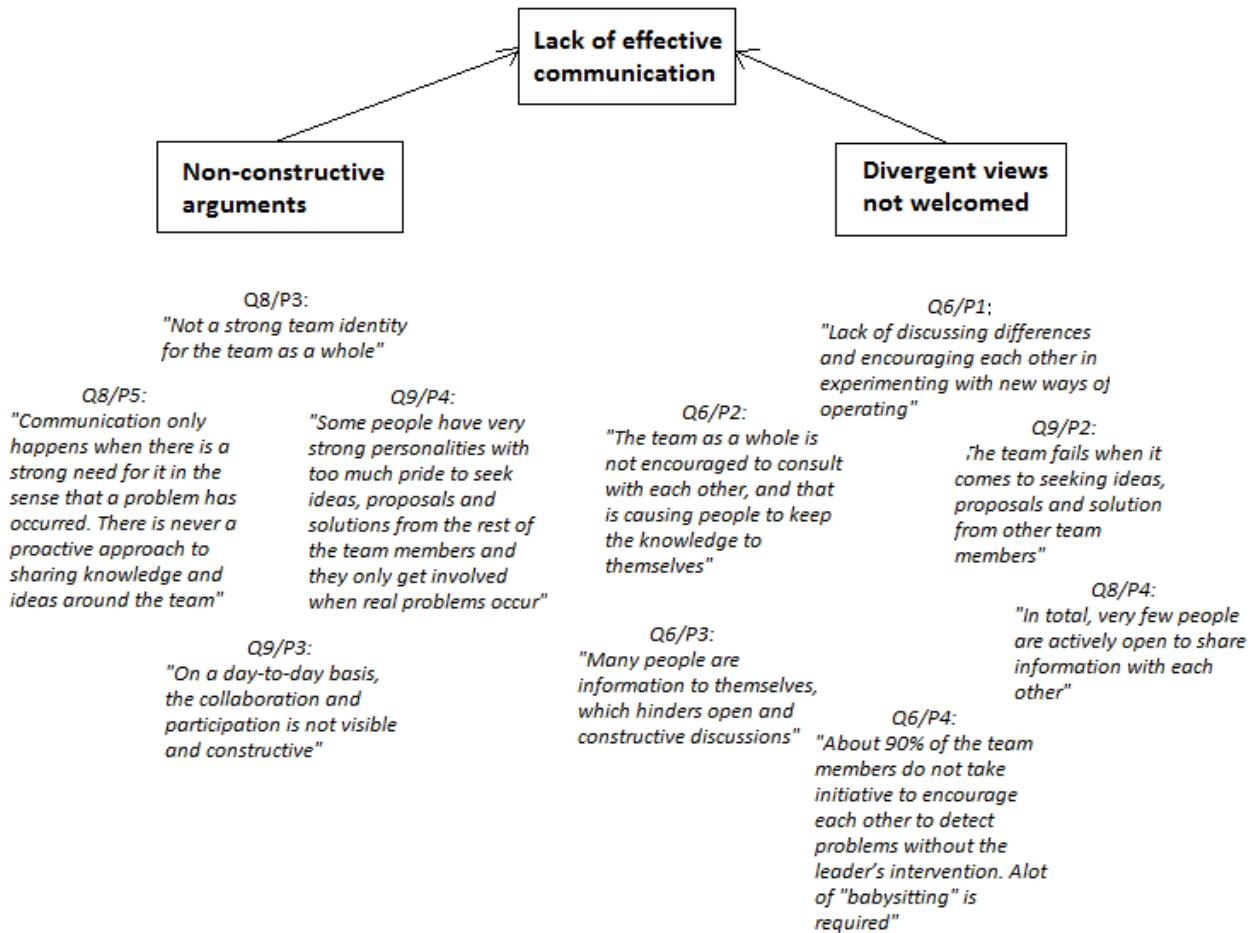 Lack of effective
communication
Non-constructive
arguments
Divergent views
not welcomed
Q8/P3:
"Not a strong team identity
for the team as a whole"
Q8/P5:
"Communication only
happens when there is a
strong need for it in the
sense that a problem has
occurred. There is never a
proactive approach to
sharing knowledge and
ideas around the team"
Q9/P4:
"Some people have very
strong personalities with
too much pride to seek
ideas, proposals and
solutions from the rest of
the team members and
they only get involved
when real problems occur"
Q9/P3:
"On a day-to-day basis,
the collaboration and
participation is not visible
and constructive"
Q6/P1:
"Lack of discussing differences
and encouraging each other in
experimenting with new ways of
operating"
Q6/P2:
"The team as a whole is
not encouraged to consult
with each other, and that
is causing people to keep
the knowledge to
themselves"
Q9/P2:
The team fails when it
comes to seeking ideas,
proposals and solution
from other team
members"
Q8/P4:
"In total, very few people
are actively open to share
information with each
other"
Q6/P3:
"Many people are
information to themselves,
which hinders open and
constructive discussions"
Q6/P4:
"About 90% of the team
members do not take
initiative to encourage
each other to detect
problems without the
leader's intervention. Alot
of "babysitting" is
required"